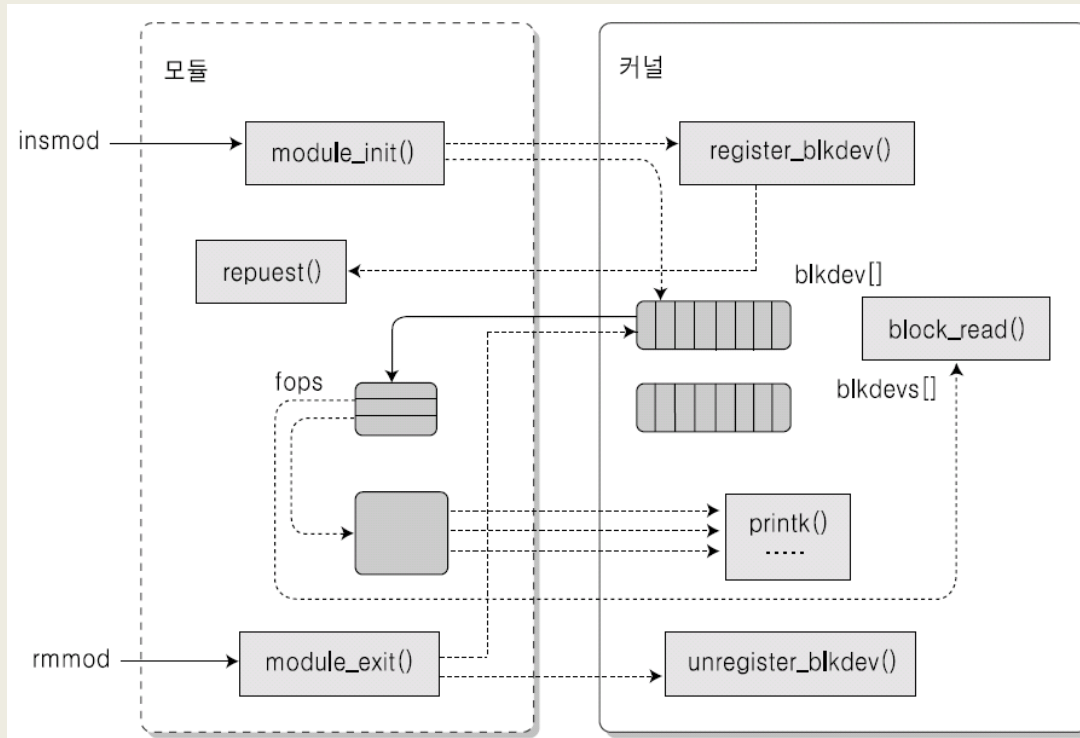 모듈
커널
insmod
module_init()
register_blkdev()
repuest()
blkdev[]
block_read()
fops
blkdevs[]
printk()
.....
rmmod
module_exit()
unregister_blkdev()